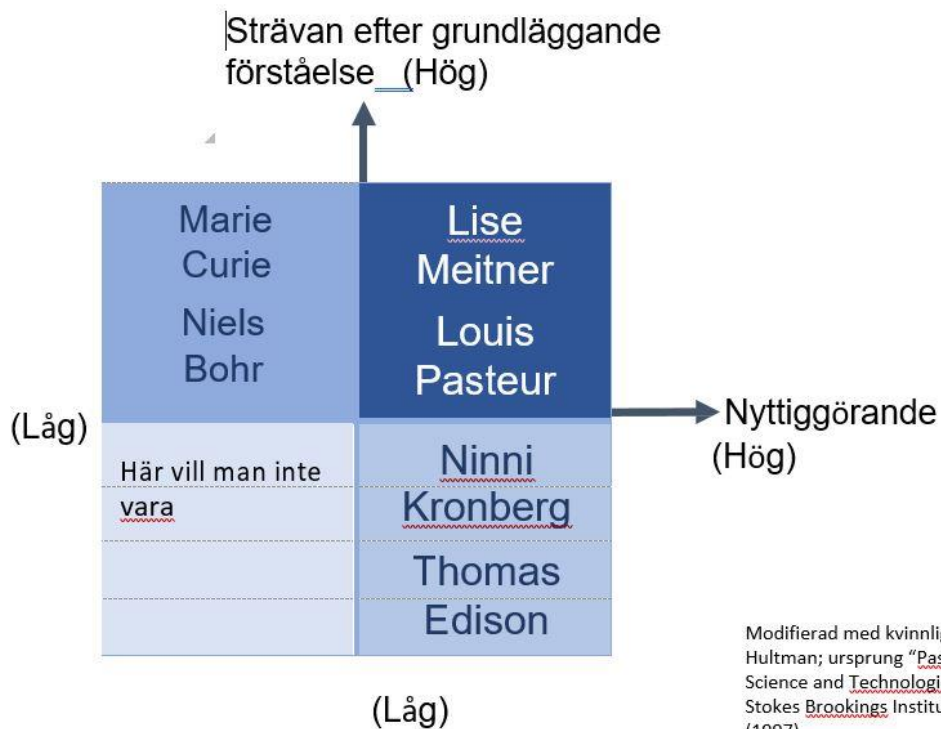 Strävan efter grundläggande
förståelse (Hög)
Marie
Curie
Niels
Bohr
Lise
Meitner
Louis
Pasteur
(Låg)
Nyttiggörande
(Hög)
Här vill man inte
vara
Ninni
Kronberg
Thomas
Edison
(Låg)
Modifierad med kvinnlig
Hultman; ursprung “Pas
Science and Technologi
Stokes Brookings Institu
(1997)